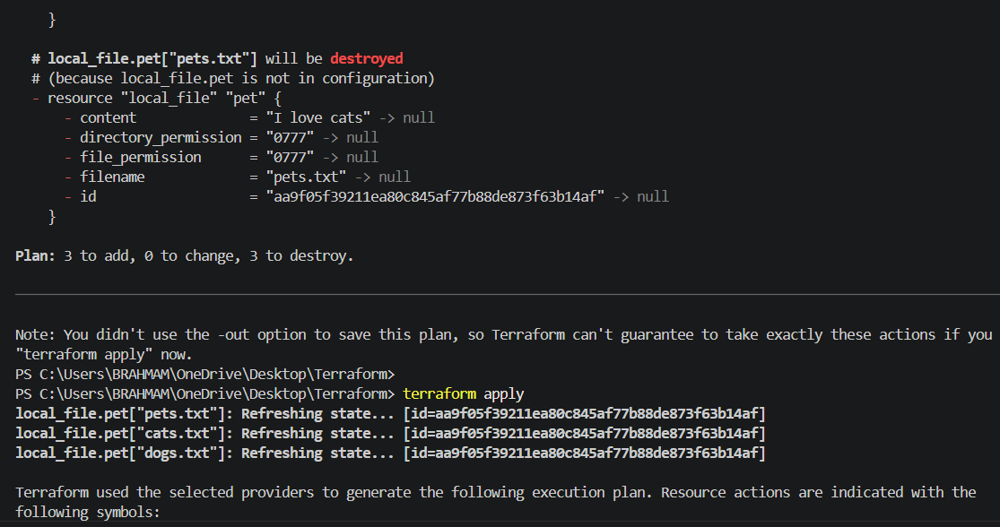 }
# local_file.pet["pets.txt"] will be destroyed
# (because local_file.pet is not in configuration)
- resource "local_file" "pet" {
- content = "I love cats" -> null
- directory_permission = "0777" -> null
- file_permission = "0777" -> null
- filename = "pets.txt" -> null
- id = "aa9f05f39211ea80c845af77b88de873f63b14af" -> null
}
Plan: 3 to add, 0 to change, 3 to destroy.
Note: You didn't use the -out option to save this plan, so Terraform can't guarantee to take exactly these actions if you
"terraform apply" now.
PS C:\Users\BRAHMAM\OneDrive\Desktop\Terraform>
PS C:\Users\BRAHMAM\OneDrive\Desktop\Terraform> terraform apply
local_file.pet["pets.txt"]: Refreshing state... [id=aa9f05f39211ea80c845af77b88de873f63b14af]
local_file.pet["cats.txt"]: Refreshing state... [id=aa9f05f39211ea80c845af77b88de873f63b14af]
local_file.pet["dogs.txt"]: Refreshing state... [id=aa9f05f39211ea80c845af77b88de873f63b14af]
Terraform used the selected providers to generate the following execution plan. Resource actions are indicated with the
following symbols: